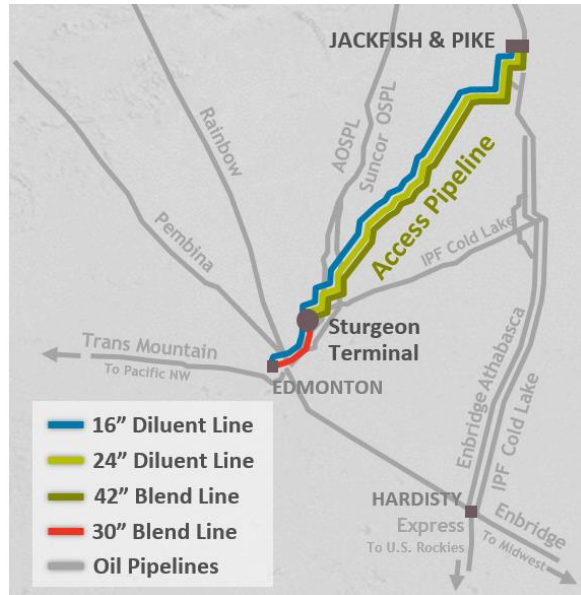 JACKFISH & PIKE
Rainbow
AOSPL
Suncor OSPL
Pembina
Access Pipeline
IPF Cold Lake
Sturgeon
Terminal
Trans Mountain
To Pacific NW
EDMONTON
Enbridge Athabasca
IPF Cold Lake
16” Diluent Line
24” Diluent Line
42” Blend Line
30” Blend Line
Oil Pipelines
HARDISTY
Express
To U.S. Rockies
Enbridge
To Midwest